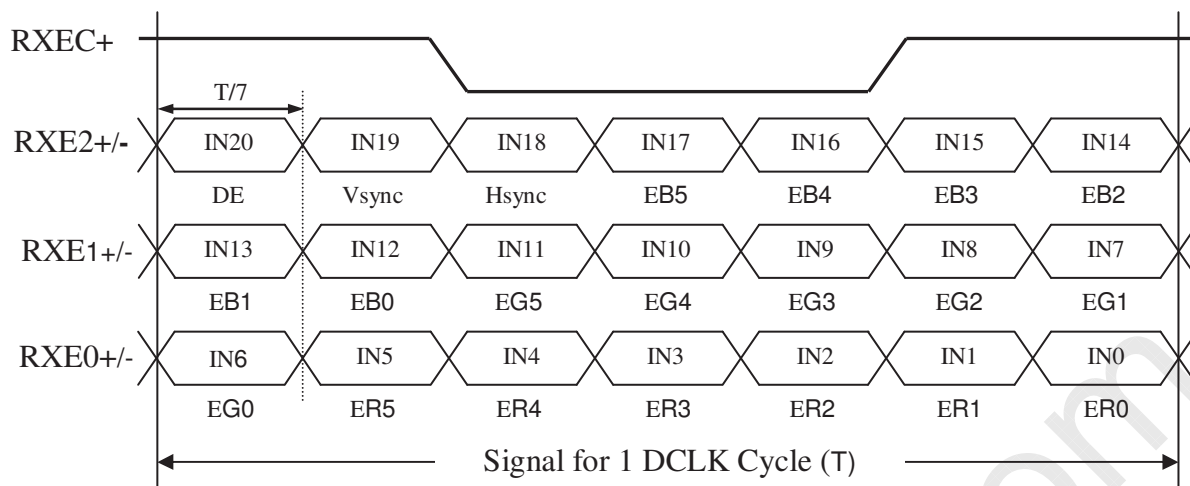 RXEC+
T/7
RXE2+/- IN20 IN19 IN18 IN17 IN16 IN15 IN14
DE Vsync Hsync EB5 EB4 EB3 EB2
RXE1+/- IN13 IN12 IN11 IN10 IN9 IN8 IN7
EB1 EB0 EG5 EG4 EG3 EG2 EG1
RXE0+/- IN6 IN5 IN4 IN3 IN2 IN1 IN0
EG0 ER5 ER4 ER3 ER2 ER1 ER0
Signal for 1 DCLK Cycle (T)